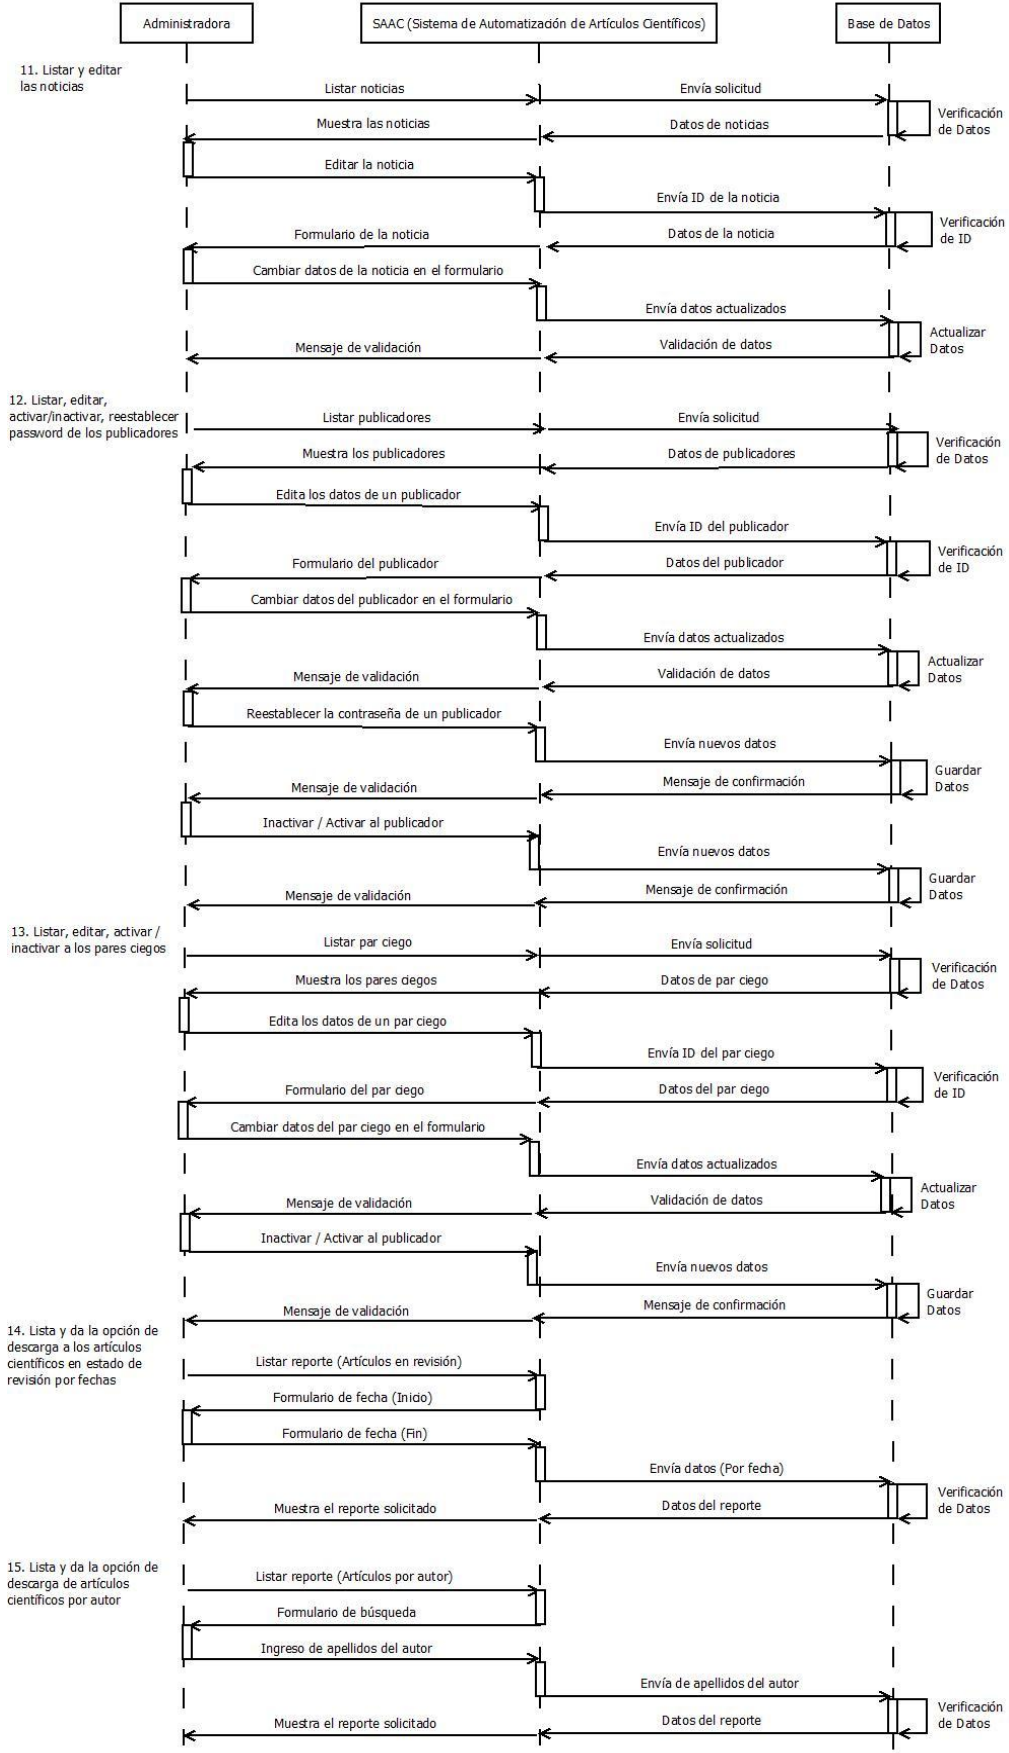 Administradora
SAAC (Sistema de Automatización de Artículos Científicos)
Base de Datos
11. Listar y editar
las noticias
Listar noticias
Envía solicitud
Verificación
de Datos
Muestra las noticias
Datos de noticias
Editar la noticia
Envía ID de la noticia
Verificación
de ID
Formulario de la noticia
Datos de la noticia
Cambiar datos de la noticia en el formulario
Envía datos actualizados
Actualizar
Datos
Mensaje de validación
Validación de datos
12. Listar, editar,
activar/inactivar, reestablecer
password de los publicadores
Listar publicadores
Envía solicitud
Verificación
de Datos
Muestra los publicadores
Datos de publicadores
Edita los datos de un publicador
Envía ID del publicador
Verificación
de ID
Formulario del publicador
Datos del publicador
Cambiar datos del publicador en el formulario
Envía datos actualizados
Actualizar
Datos
Mensaje de validación
Validación de datos
Reestablecer la contraseña de un publicador
Envía nuevos datos
Guardar
Datos
Mensaje de validación
Mensaje de confirmación
Inactivar / Activar al publicador
Envía nuevos datos
Guardar
Datos
Mensaje de validación
Mensaje de confirmación
13. Listar, editar, activar /
inactivar a los pares ciegos
Listar par ciego
Envía solicitud
Verificación
de Datos
Muestra los pares ciegos
Datos de par ciego
Edita los datos de un par ciego
Envía ID del par ciego
Verificación
de ID
Formulario del par ciego
Datos del par ciego
Cambiar datos del par ciego en el formulario
Envía datos actualizados
Actualizar
Datos
Mensaje de validación
Validación de datos
Inactivar / Activar al publicador
Envía nuevos datos
Guardar
Datos
Mensaje de validación
Mensaje de confirmación
14. Lista y da la opción de
descarga a los artículos
científicos en estado de
revisión por fechas
Listar reporte (Artículos en revisión)
Formulario de fecha (Inicio)
Formulario de fecha (Fin)
Envía datos (Por fecha)
Verificación
de Datos
Muestra el reporte solicitado
Datos del reporte
15. Lista y da la opción de
descarga de artículos
científicos por autor
Listar reporte (Artículos por autor)
Formulario de búsqueda
Ingreso de apellidos del autor
Envía de apellidos del autor
Verificación
de Datos
Muestra el reporte solicitado
Datos del reporte